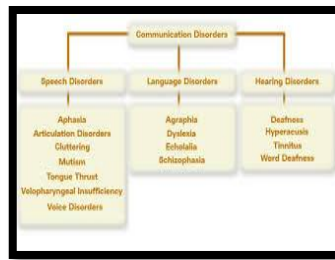 Communication Disorders
Speech Disorders
Language Disorders
Hearing Disorders
Aphasia
Articulation Disorders
Cluttering
Mutism
Tongue Thrust
Velopharyngeal Insufficiency
Voice Disorders
Agraphia
Dyslesia
Echolalia
Schizophasia
Deafness
Hyperacusis
Tinnitus
Word Deafness